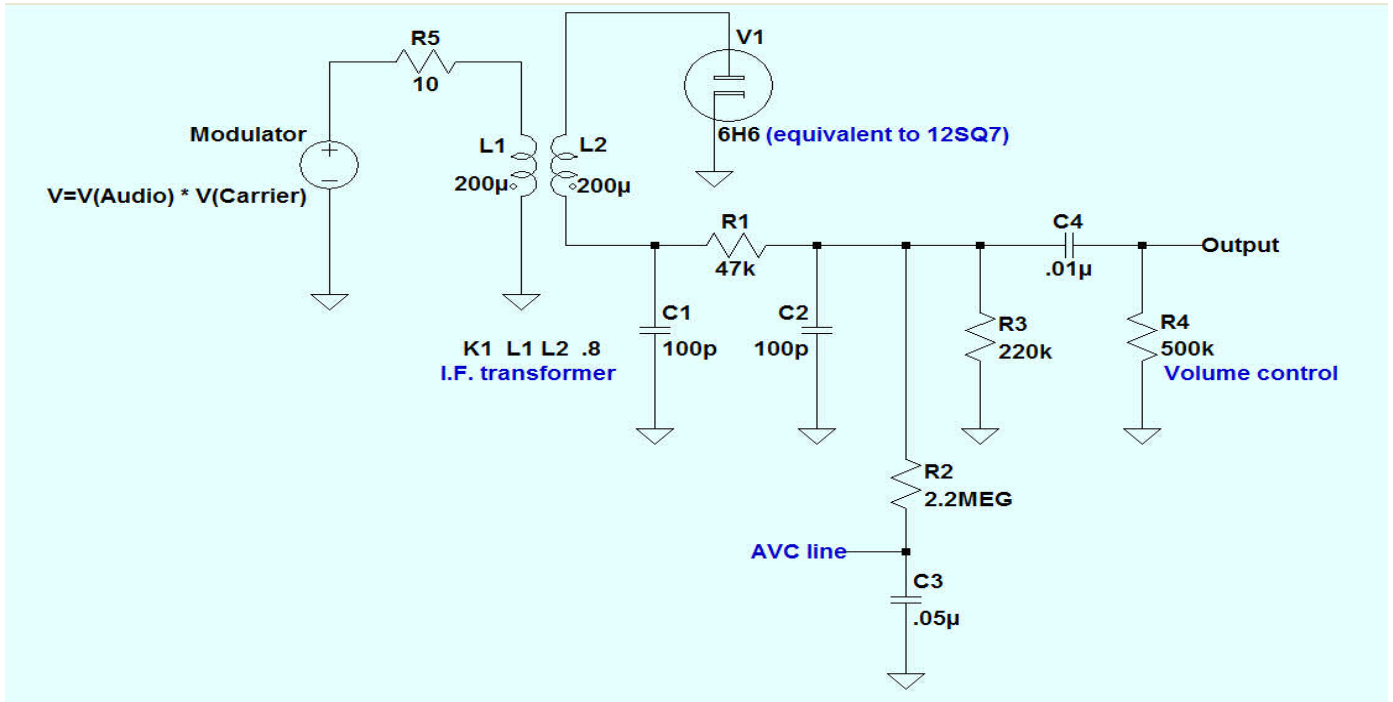 R5
10
V1
Modulator
V=V(Audio) * V(Carrier)
L1
200µ
L2
200µ
6H6 (equivalent to 12SQ7)
R1
47k
C4
.01µ
Output
C1
100p
C2
100p
R3
220k
R4
500k
Volume control
K1 L1 L2 .8
I.F. transformer
R2
2.2MEG
AVC line
C3
.05µ